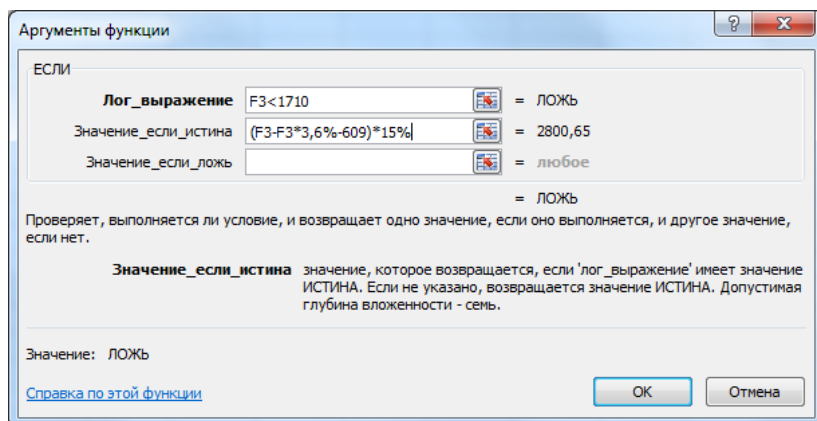 Аргументы функции
ЕСЛИ
Лог_выражение F3<1710 = ЛОЖЬ
Значение_если_истина (F3-F3*3,6%-609)*15% = 2800,65
Значение_если_ложь = любое
= ЛОЖЬ
Проверяет, выполняется ли условие, и возвращает одно значение, если оно выполняется, и другое значение,
если нет.
Значение_если_истина значение, которое возвращается, если 'лог_выражение' имеет значение
ИСТИНА. Если не указано, возвращается значение ИСТИНА. Допустимая
глубина вложенности - семь.
Значение: ЛОЖЬ
Справка по этой функции
ОК Отмена